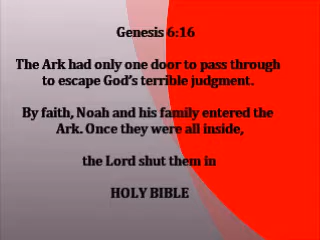 Genesis 6:16
The Ark had only one door to pass through
to escape God's terrible judgment.
By faith, Noah and his family entered the
Ark. Once they were all inside,
the Lord shut them in
HOLY BIBLE